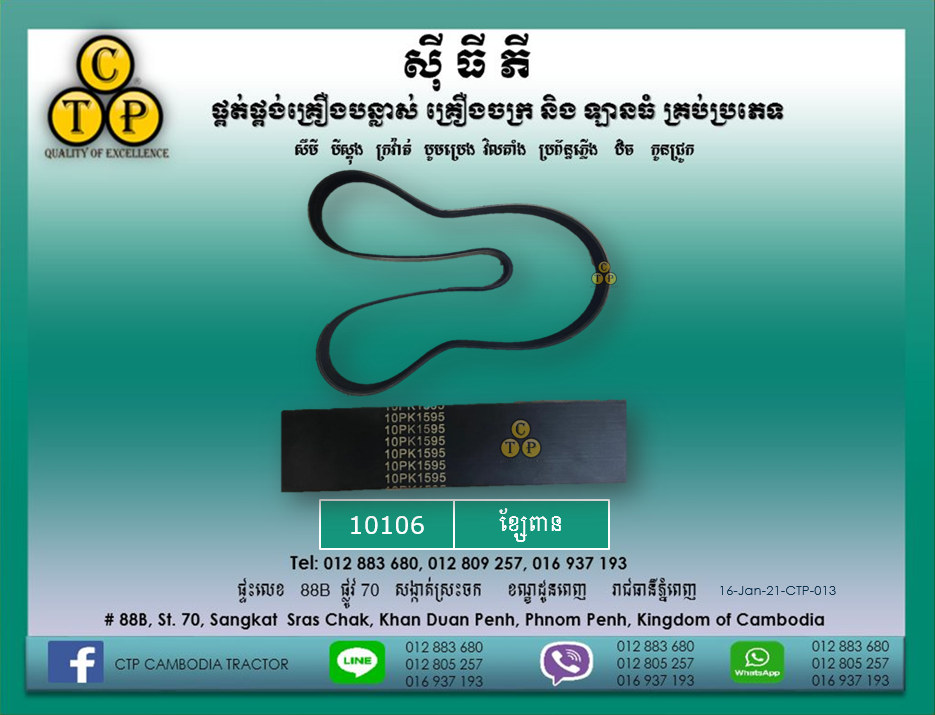 C
T P
®
QUALITY OF EXCELLENCE
ស៊ី ធី ភី
ផ្គត់ផ្គង់គ្រឿងបន្លាស់ គ្រឿងចក្រ និង ឡានធំ គ្រប់ប្រភេទ
ស៊ីមី ពីស្តុង ក្រវ៉ាត់ បូមប្រេង វិលតាំង ប្រព័ន្ធភ្លើង ឋិច កូនជ្រូក
C
T P
10PK1595
10PK1595
10PK1595
10PK1595
10PK1595
10PK1595
10PK1595
C
T P
10106 ខ្សែពាន
Tel: 012 883 680, 012 809 257, 016 937 193
ផ្ទះលេខ 88B ផ្លូវ 70 សង្កាត់ស្រះចក ខណ្ឌដូនពេញ រាជធានីភ្នំពេញ 16-Jan-21-CTP-013
# 88B, St. 70, Sangkat Sras Chak, Khan Duan Penh, Phnom Penh, Kingdom of Cambodia
CTP CAMBODIA TRACTOR
LINE
012 883 680
012 805 257
016 937 193
012 883 680
012 805 257
016 937 193
WhatsApp
012 883 680
012 805 257
016 937 193